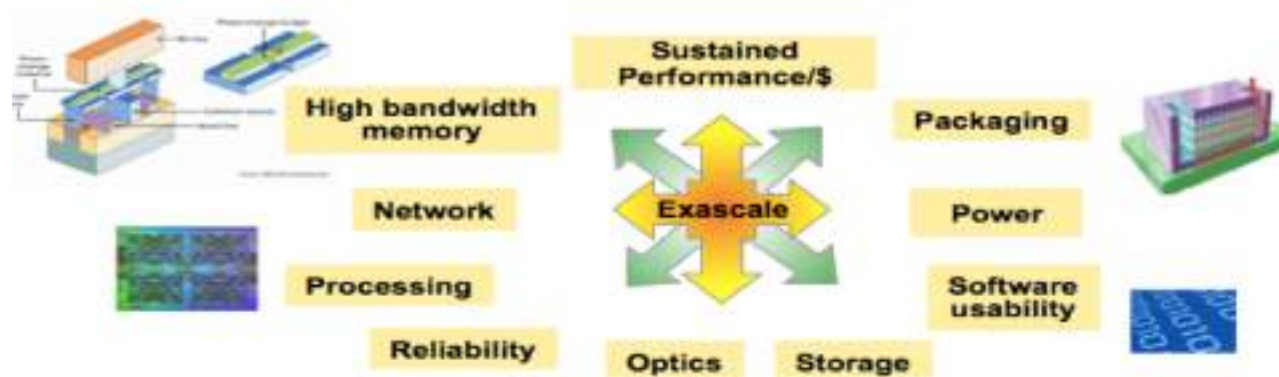 Sustained
Performance/$
High bandwidth
memory
Packaging
Network
Exascale
Power
Processing
Software
usability
Reliability
Optics
Storage